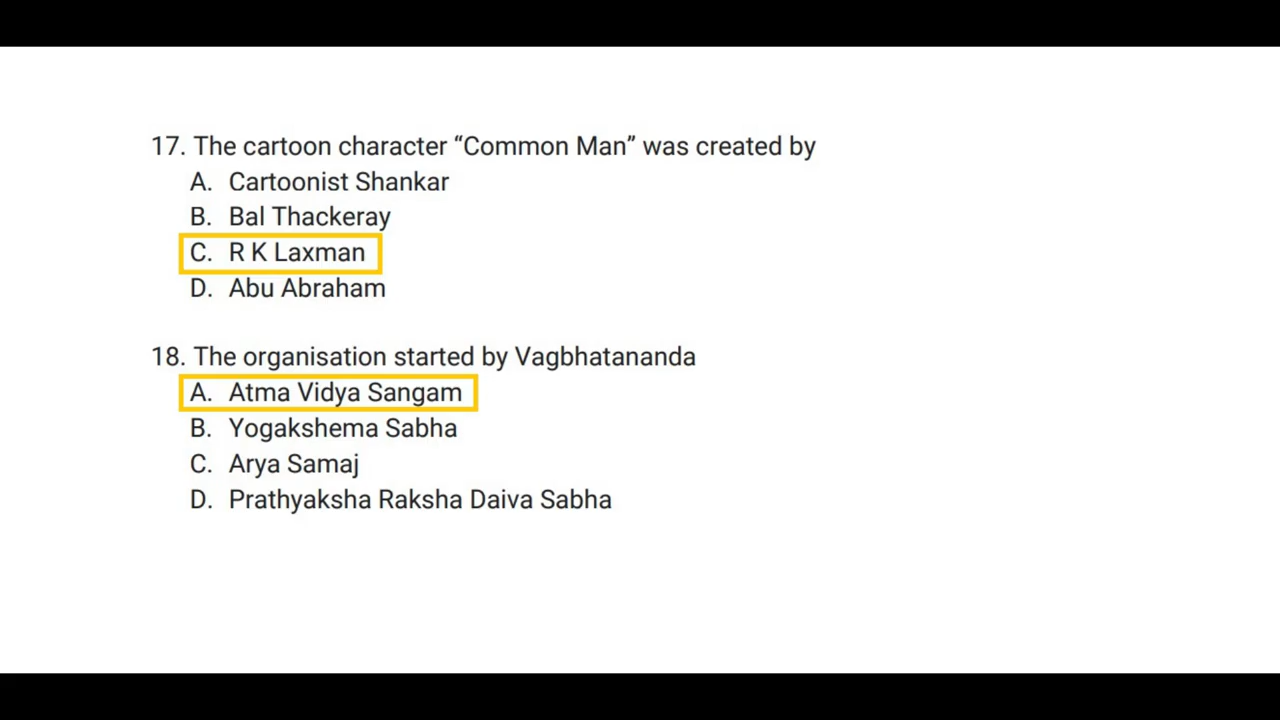 17. The cartoon character “Common Man” was created by
A. Cartoonist Shankar
B. Bal Thackeray
C. R K Laxman
D. Abu Abraham
18. The organisation started by Vagbhatananda
A. Atma Vidya Sangam
B. Yogakshema Sabha
C. Arya Samaj
D. Prathyaksha Raksha Daiva Sabha